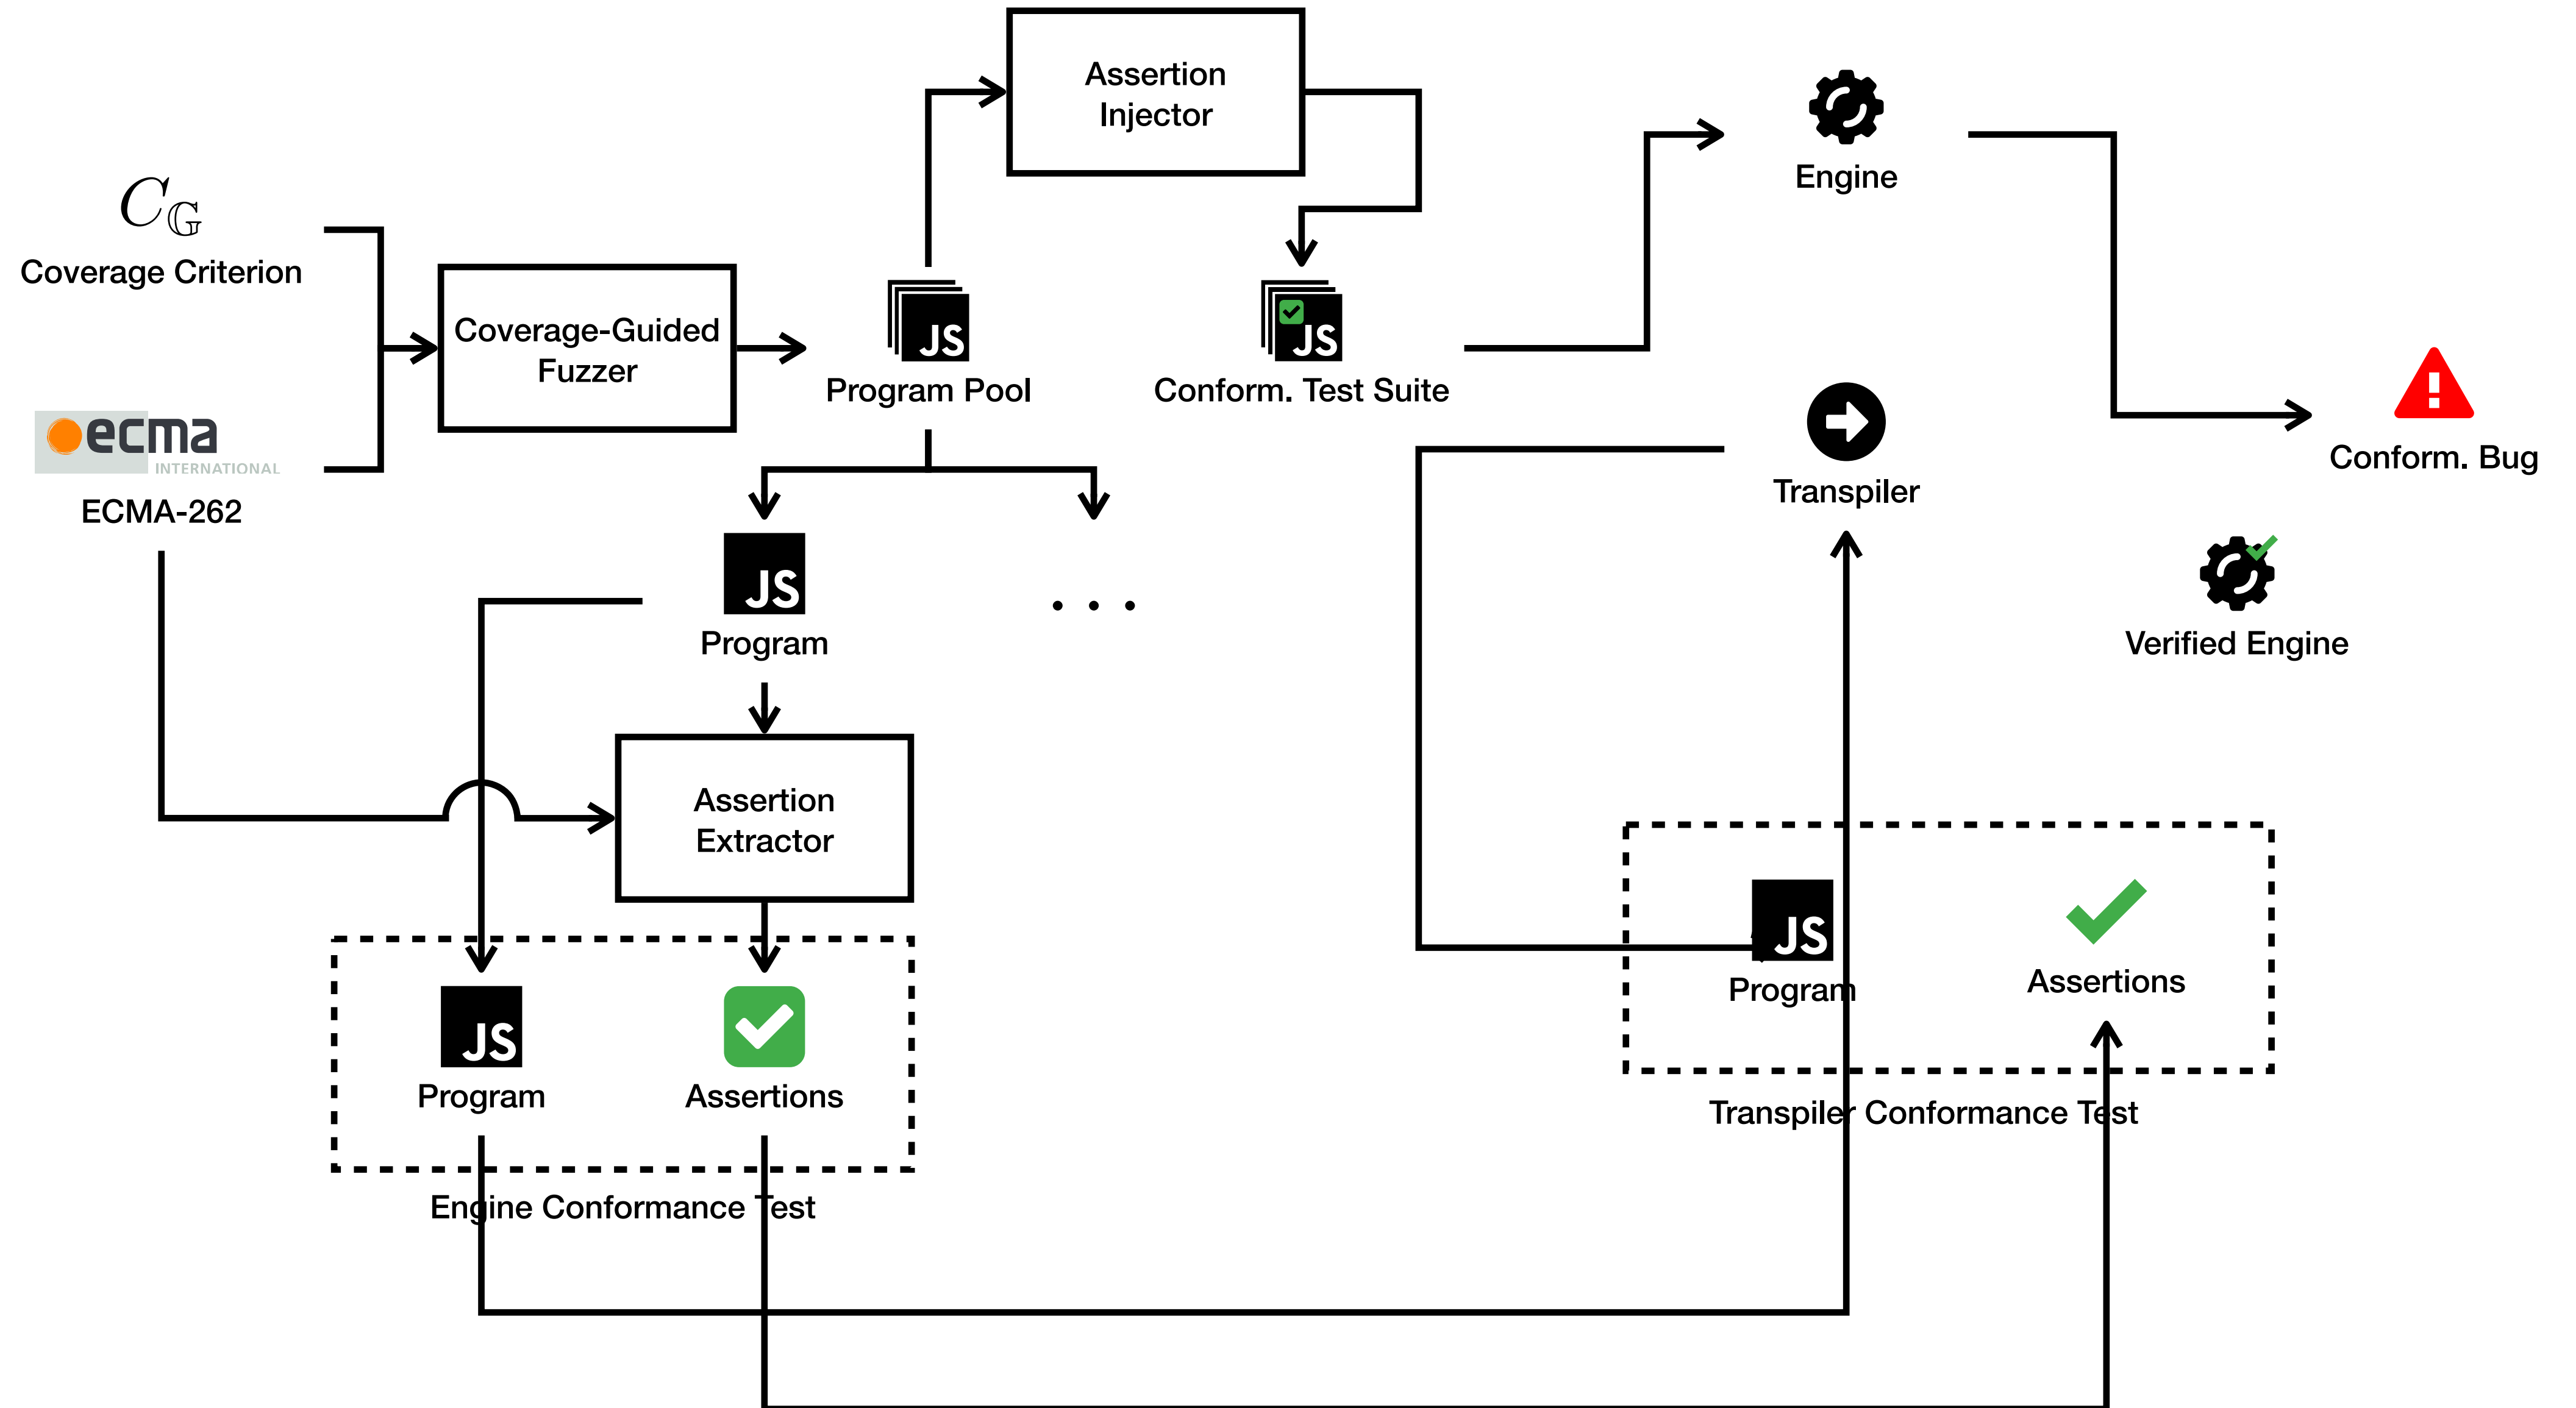 Assertion
Injector
Engine
C𝔾
Coverage Criterion
Coverage-Guided
Fuzzer
JS
Program Pool
JS
Conform. Test Suite
Conform. Bug
ecma
INTERNATIONAL
ECMA-262
Transpiler
JS
Program
. . .
Verified Engine
Assertion
Extractor
JS
Program
Assertions
Transpiler Conformance Test
JS
Program
Assertions
Engine Conformance Test